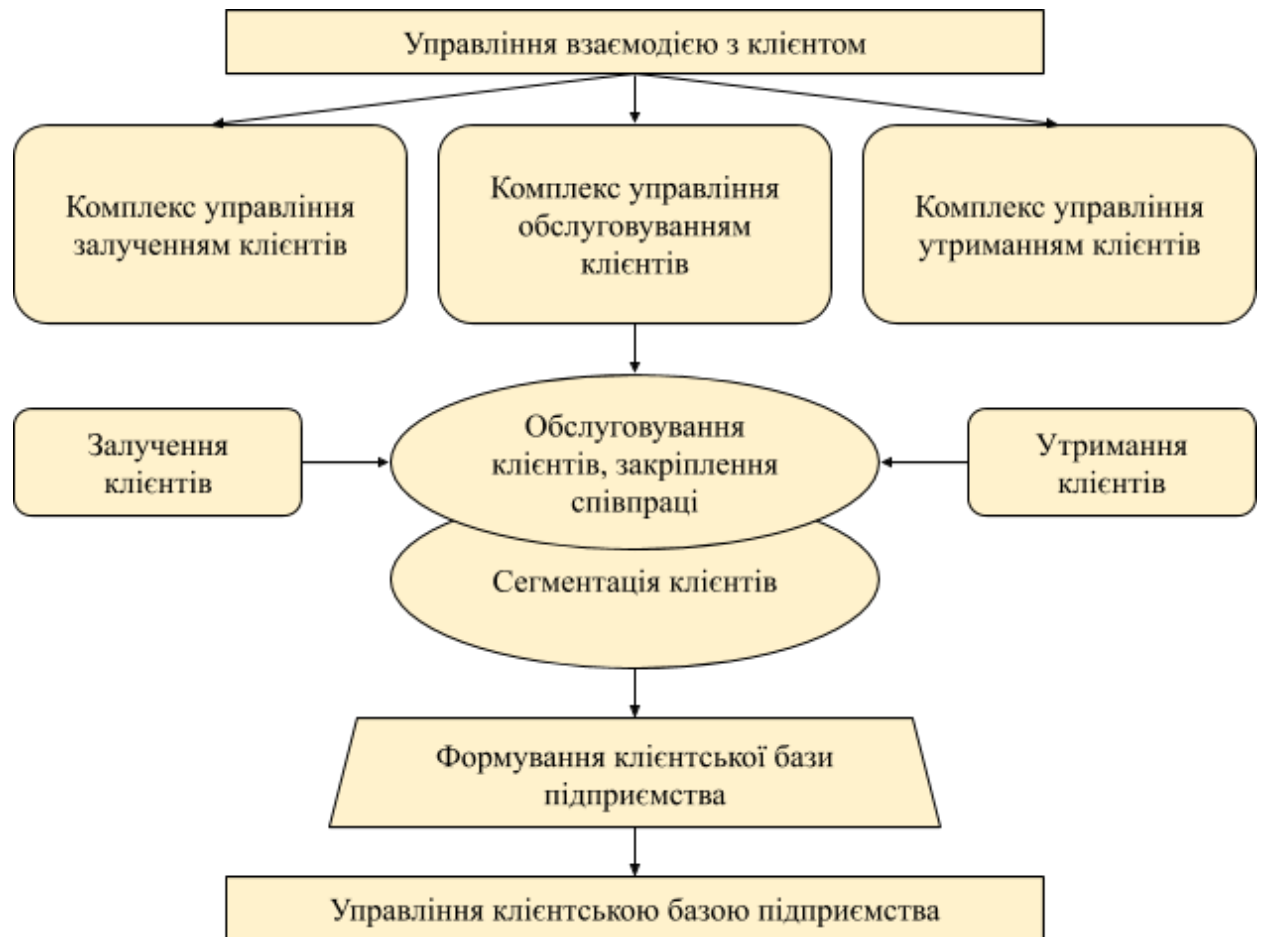 Управління взаємодією з клієнтом
Комплекс управління
залученням клієнтів
Комплекс управління
обслуговуванням
клієнтів
Комплекс управління
утриманням клієнтів
Залучення
клієнтів
Обслуговування
клієнтів, закріплення
співпраці
Утримання
клієнтів
Сегментація клієнтів
Формування клієнтської бази
підприємства
Управління клієнтською базою підприємства